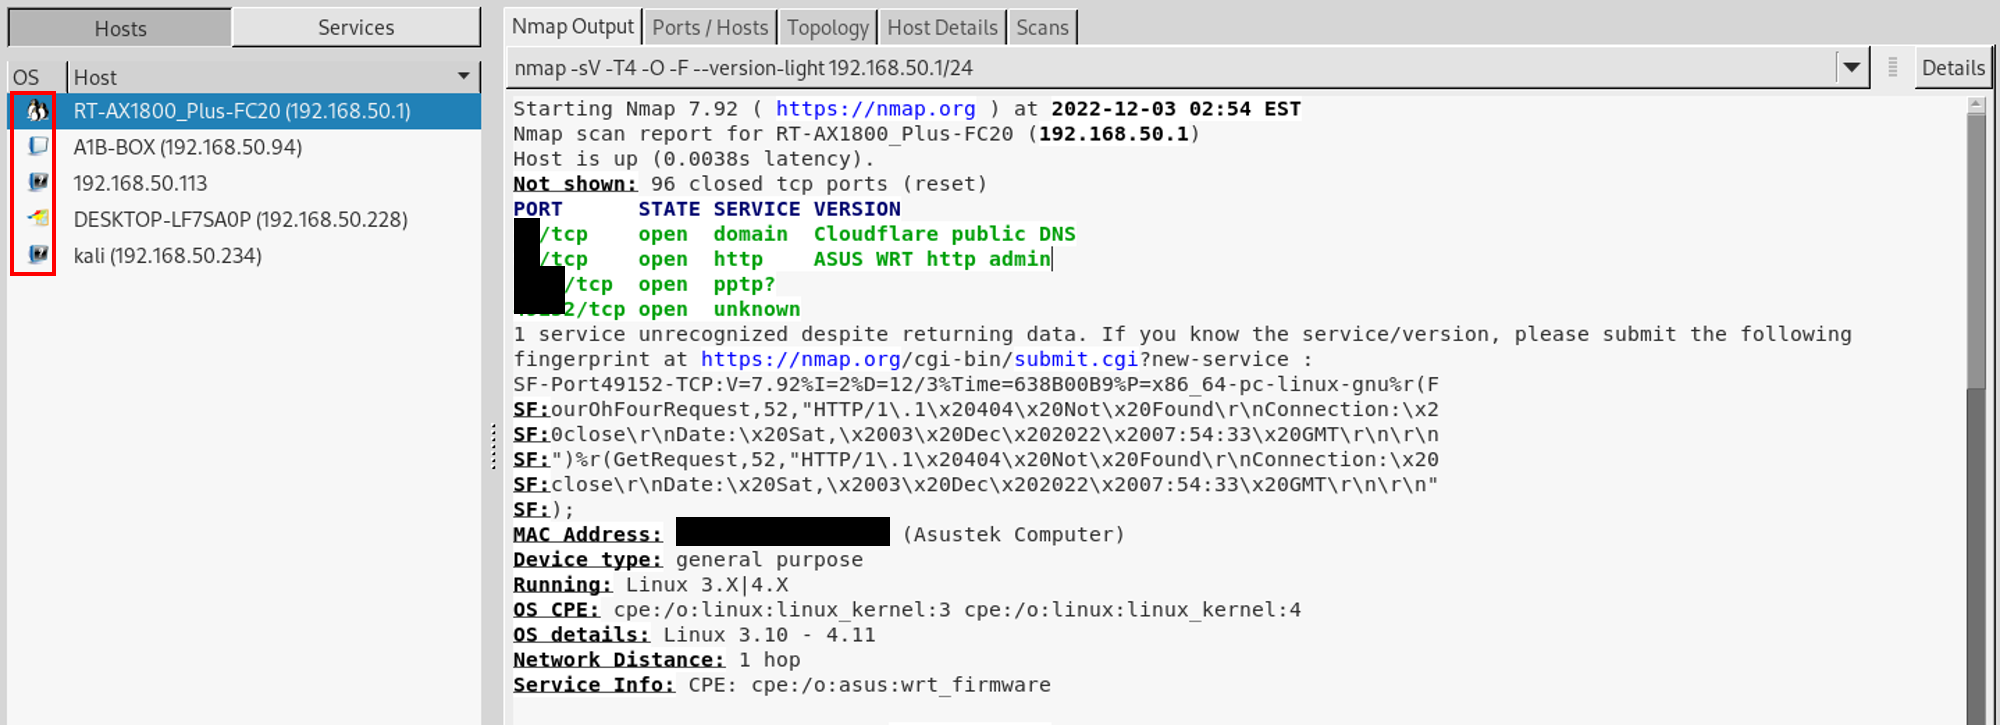 Hosts
Services
OS
Host
RT-AX1800_Plus-FC20 (192.168.50.1)
A1B-BOX (192.168.50.94)
192.168.50.113
DESKTOP-LF7SA0P (192.168.50.228)
kali (192.168.50.234)
Nmap Output
Ports / Hosts
Topology
Host Details
Scans
nmap -sV -T4 -O -F --version-light 192.168.50.1/24
Details
Starting Nmap 7.92 ( https://nmap.org ) at 2022-12-03 02:54 EST
Nmap scan report for RT-AX1800_Plus-FC20 (192.168.50.1)
Host is up (0.0038s latency).
Not shown: 96 closed tcp ports (reset)
PORT STATE SERVICE VERSION
/tcp open domain Cloudflare public DNS
/tcp open http ASUS WRT http admin
/tcp open pptp?
2/tcp open unknown
1 service unrecognized despite returning data. If you know the service/version, please submit the following
fingerprint at https://nmap.org/cgi-bin/submit.cgi?new-service :
SF-Port49152-TCP:V=7.92%I=2%D=12/3%Time=638B00B9%P=x86_64-pc-linux-gnu%r(F
SF:ourOhFourRequest,52,"HTTP/1\.1\x20404\x20Not\x20Found\r\nConnection:\x2
SF:0close\r\nDate:\x20Sat,\x2003\x20Dec\x202022\x2007:54:33\x20GMT\r\n\r\n
SF:")%r(GetRequest,52,"HTTP/1\.1\x20404\x20Not\x20Found\r\nConnection:\x20
SF:close\r\nDate:\x20Sat,\x2003\x20Dec\x202022\x2007:54:33\x20GMT\r\n\r\n"
SF:);
MAC Address: (Asustek Computer)
Device type: general purpose
Running: Linux 3.X|4.X
OS CPE: cpe:/o:linux:linux_kernel:3 cpe:/o:linux:linux_kernel:4
OS details: Linux 3.10 - 4.11
Network Distance: 1 hop
Service Info: CPE: cpe:/o:asus:wrt_firmware